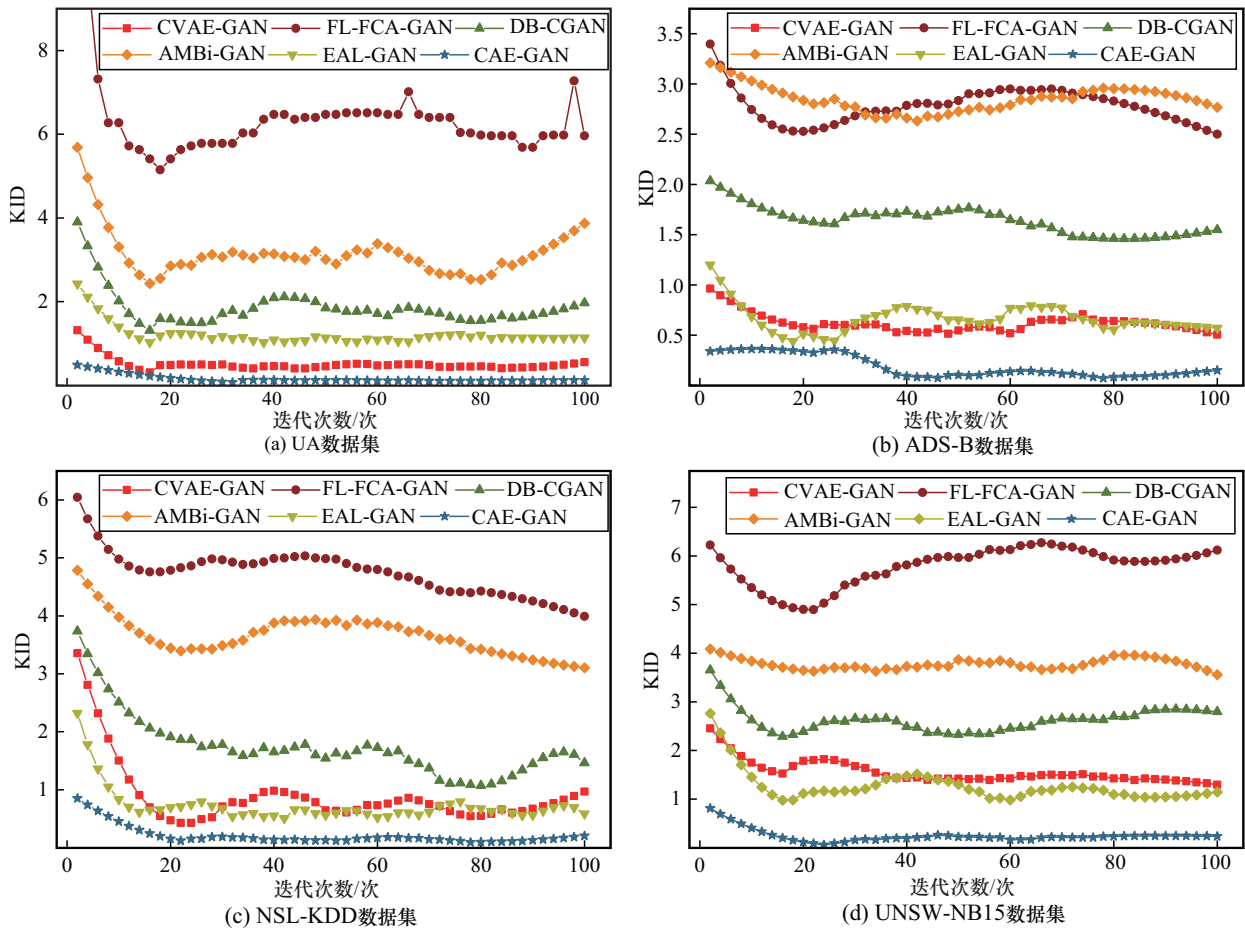 CVAE-GAN FL-FCA-GAN DB-CGAN
AMBi-GAN EAL-GAN CAE-GAN
8
6
4
2
KID
0 20 40 60 80 100
迭代次数/次
(a) UA数据集
CVAE-GAN FL-FCA-GAN DB-CGAN
AMBi-GAN EAL-GAN CAE-GAN
3.5
3.0
2.5
2.0
1.5
1.0
0.5
KID
0 20 40 60 80 100
迭代次数/次
(b) ADS-B数据集
CVAE-GAN FL-FCA-GAN DB-CGAN
AMBi-GAN EAL-GAN CAE-GAN
6
5
4
3
2
1
KID
0 20 40 60 80 100
迭代次数/次
(c) NSL-KDD数据集
CVAE-GAN FL-FCA-GAN DB-CGAN
AMBi-GAN EAL-GAN CAE-GAN
7
6
5
4
3
2
1
KID
0 20 40 60 80 100
迭代次数/次
(d) UNSW-NB15数据集